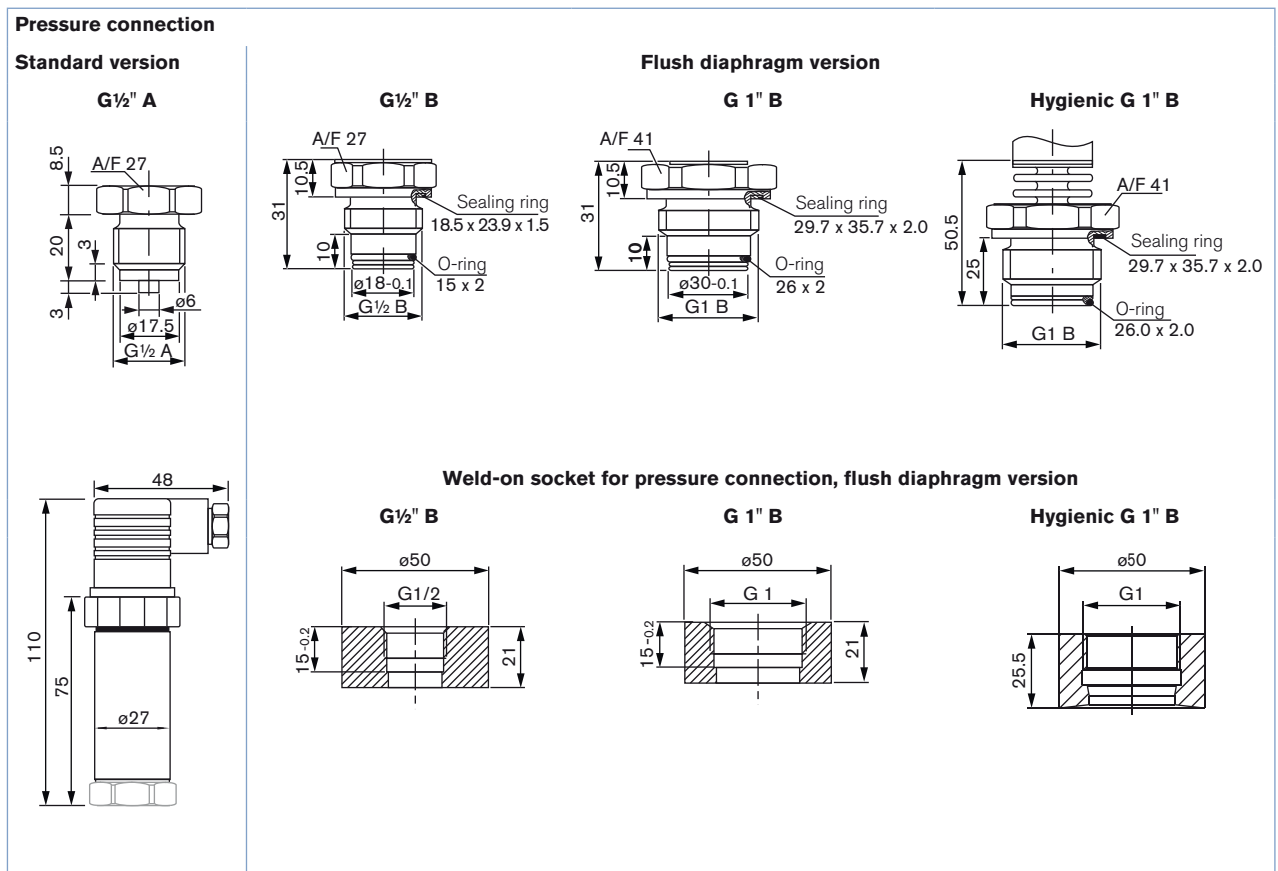 Pressure connection
Standard version
Flush diaphragm version
G½" A
G½" B
G 1" B
Hygienic G 1" B
8.5
A/F 27
20
3
3
ø6
ø17.5
G½ A
A/F 27
10.5
31
10
Sealing ring
18.5 x 23.9 x 1.5
O-ring
15 x 2
ø18-0.1
G½ B
A/F 41
10.5
31
10
Sealing ring
29.7 x 35.7 x 2.0
O-ring
26 x 2
ø30-0.1
G1 B
A/F 41
50.5
25
Sealing ring
29.7 x 35.7 x 2.0
O-ring
26.0 x 2.0
G1 B
48
110
75
ø27
Weld-on socket for pressure connection, flush diaphragm version
G½" B
G 1" B
Hygienic G 1" B
ø50
G1/2
15-0.2
21
ø50
G 1
15-0.2
21
ø50
G1
25.5